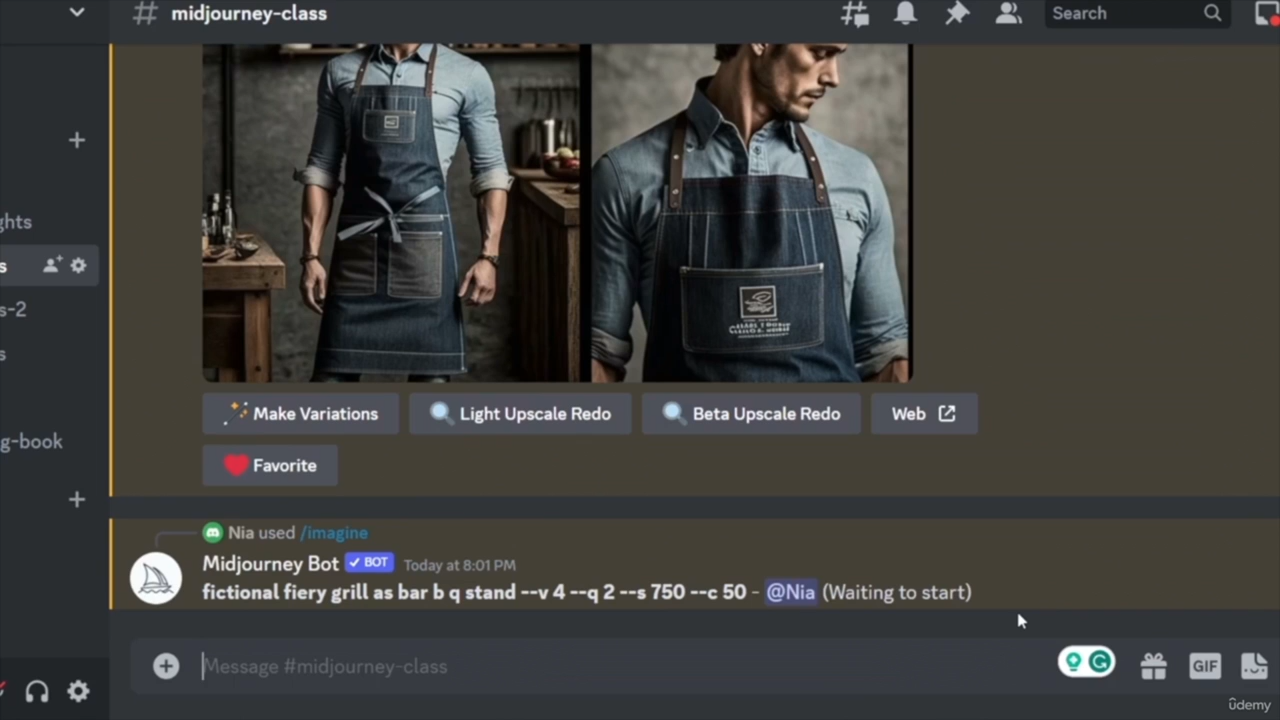 midjourney-class
Search
ghts
s
s-2
s
g-book
Make Variations
Light Upscale Redo
Beta Upscale Redo
Web
Favorite
Nia used /imagine
Midjourney Bot ✓ BOT Today at 8:01 PM
fictional fiery grill as bar b q stand --v 4 --q 2 --s 750 --c 50 - @Nia (Waiting to start)
Message #midjourney-class
GIF
ûdemy